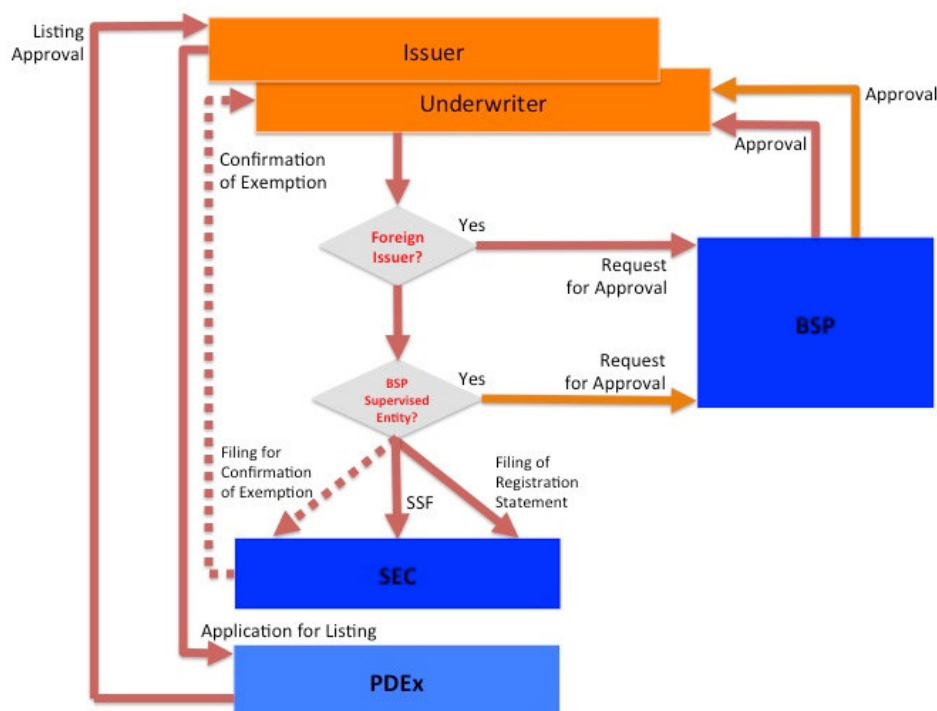 Listing
Approval
Issuer
Underwriter
Approval
Approval
Confirmation
of Exemption
Foreign
Issuer?
Yes
Request
for Approval
BSP
BSP
Supervised
Entity?
Yes
Request
for Approval
Filing for
Confirmation
of Exemption
SSF
Filing of
Registration
Statement
SEC
Application for Listing
PDEx